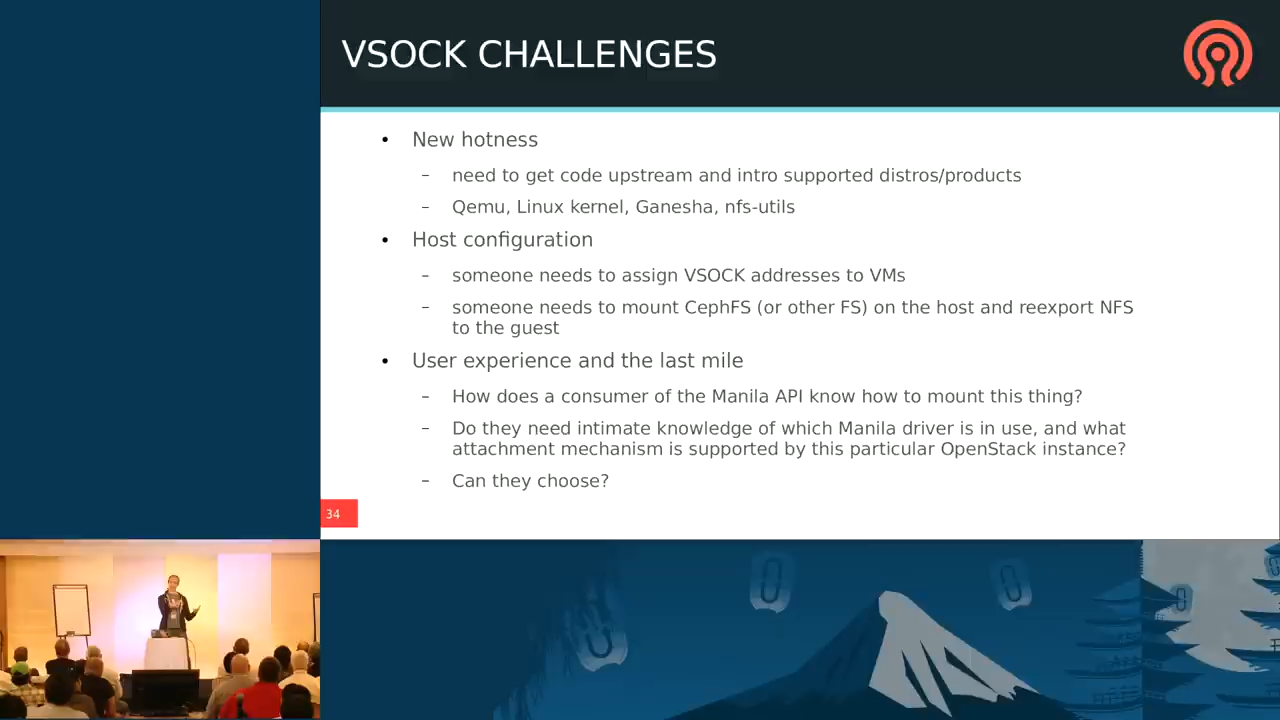 VSOCK CHALLENGES
• New hotness
– need to get code upstream and intro supported distros/products
– Qemu, Linux kernel, Ganesha, nfs-utils
• Host configuration
– someone needs to assign VSOCK addresses to VMs
– someone needs to mount CephFS (or other FS) on the host and reexport NFS
to the guest
• User experience and the last mile
– How does a consumer of the Manila API know how to mount this thing?
– Do they need intimate knowledge of which Manila driver is in use, and what
attachment mechanism is supported by this particular OpenStack instance?
– Can they choose?
34